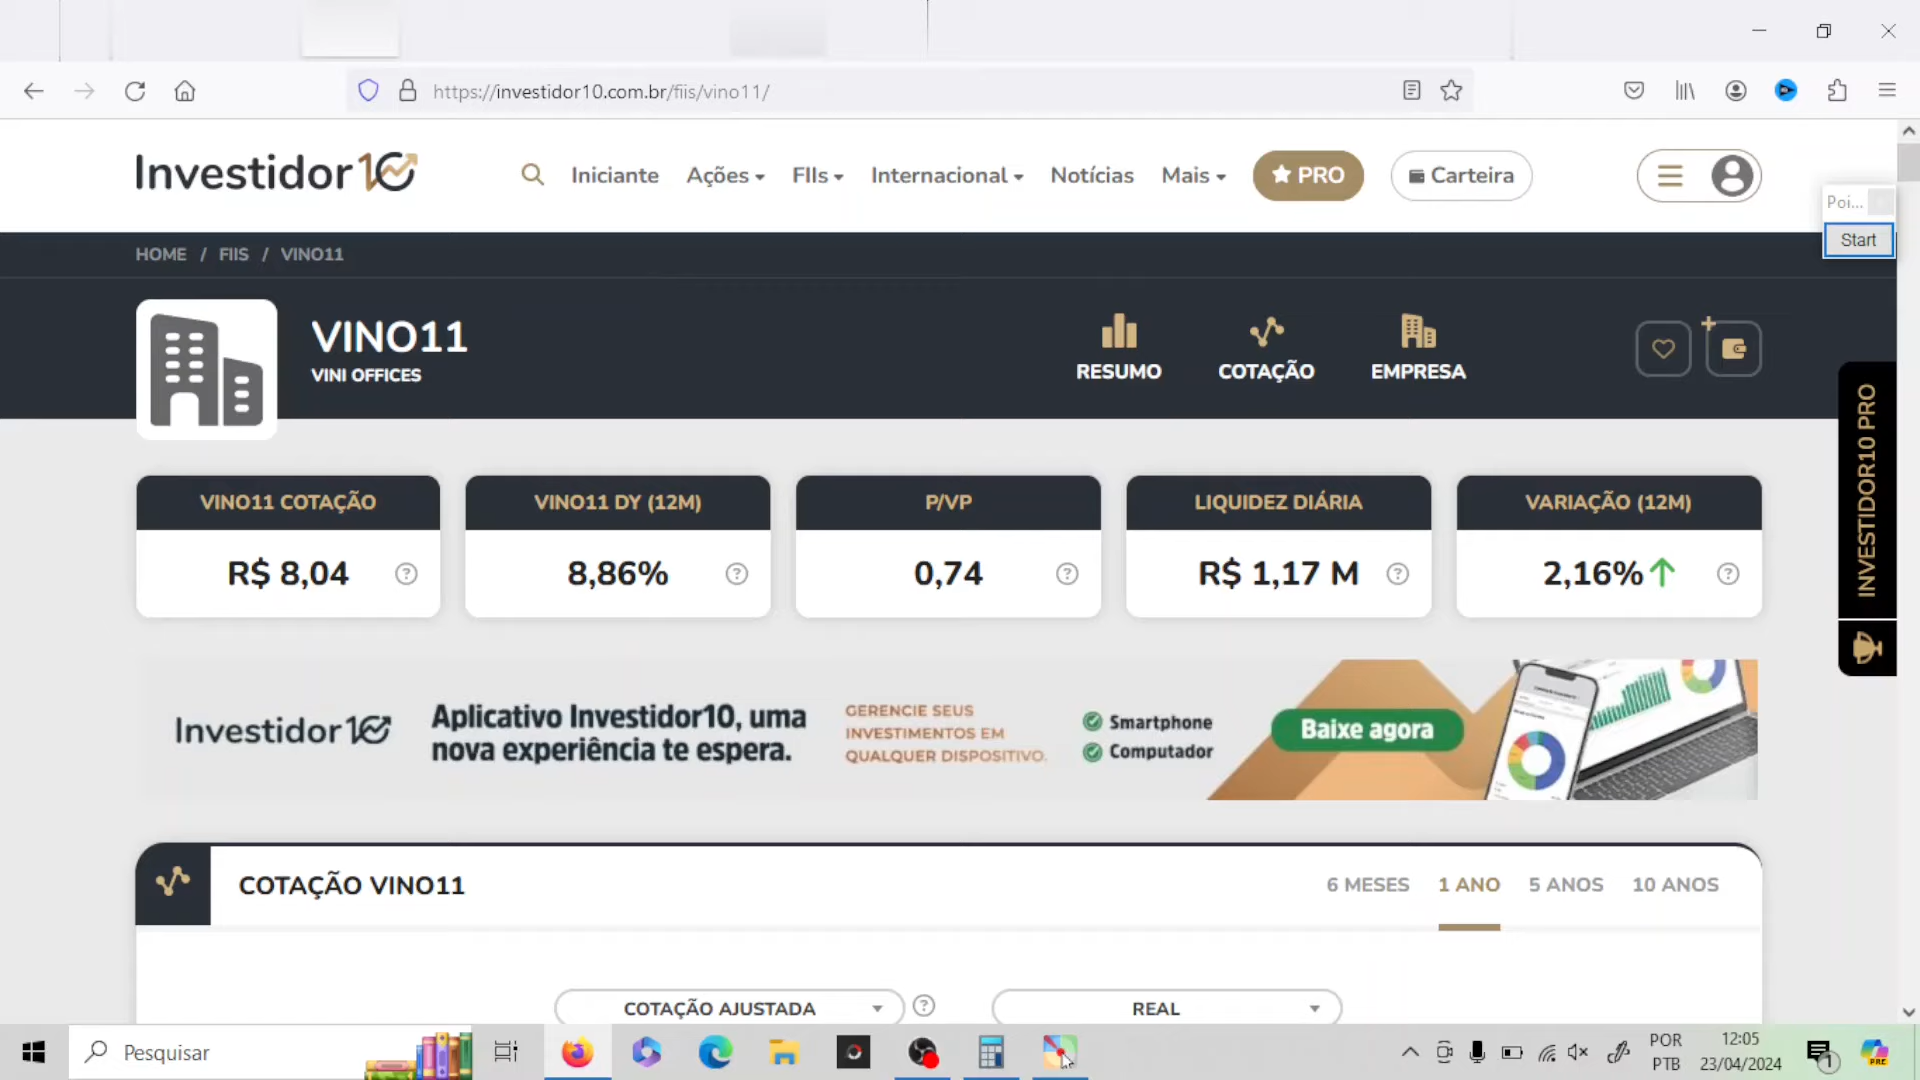 https://investidor10.com.br/fiis/vino11/
Investidor 10
Iniciante
Ações
FIIs
Internacional
Notícias
Mais
PRO
Carteira
Poi...
Start
HOME / FIIS / VINO11
VINO11
VINI OFFICES
RESUMO
COTAÇÃO
EMPRESA
INVESTIDOR10 PRO
VINO11 COTAÇÃO
R$ 8,04
VINO11 DY (12M)
8,86%
P/VP
0,74
LIQUIDEZ DIÁRIA
R$ 1,17 M
VARIAÇÃO (12M)
2,16%
Investidor10
Aplicativo Investidor10, uma
nova experiência te espera.
GERENCIE SEUS
INVESTIMENTOS EM
QUALQUER DISPOSITIVO.
Smartphone
Computador
Baixe agora
COTAÇÃO VINO11
6 MESES
1 ANO
5 ANOS
10 ANOS
COTAÇÃO AJUSTADA
REAL
Pesquisar
POR
PTB
12:05
23/04/2024
1
PRE